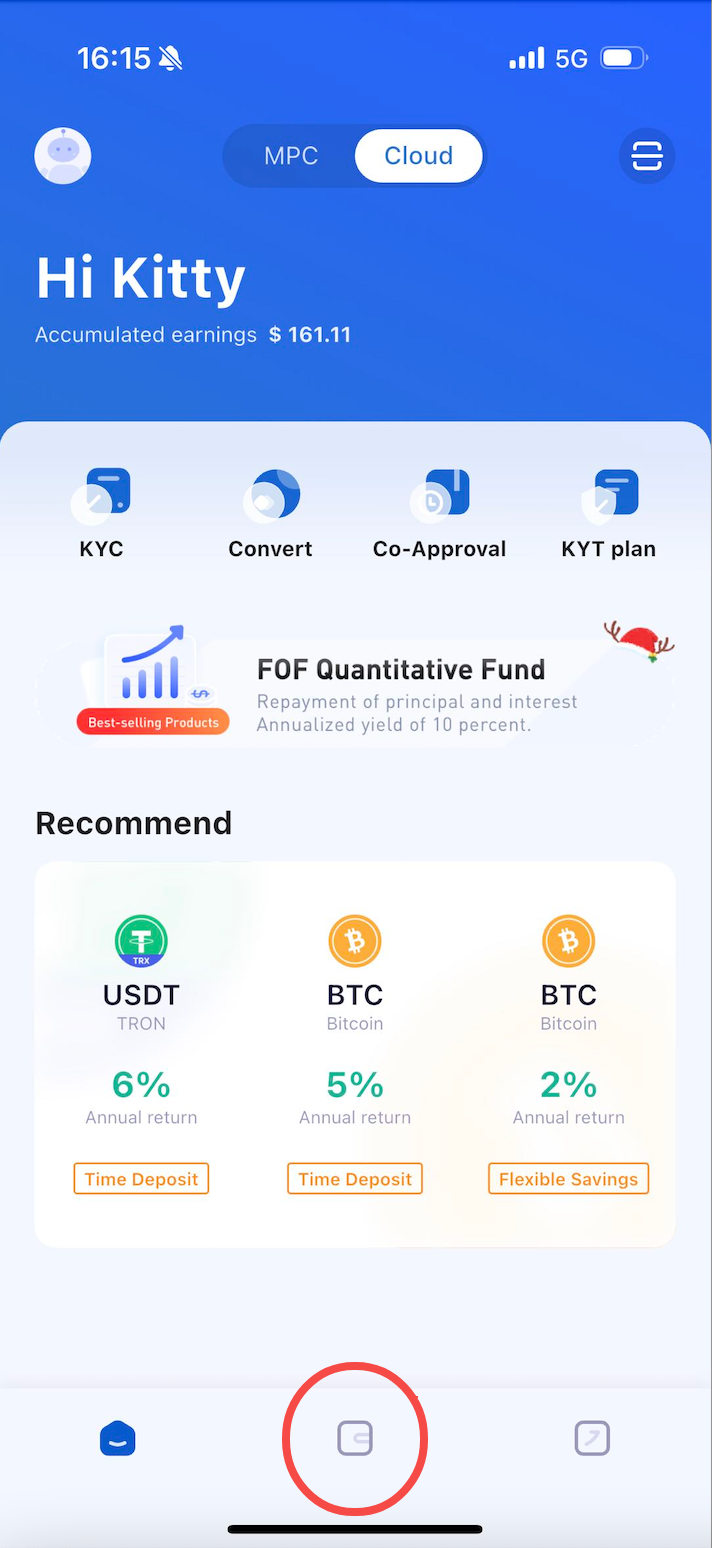 16:15 5G
MPC Cloud
Hi Kitty
Accumulated earnings $ 161.11
KYC Convert Co-Approval KYT plan
FOF Quantitative Fund
Repayment of principal and interest
Annualized yield of 10 percent.
Best-selling Products
Recommend
TRX
USDT BTC BTC
TRON Bitcoin Bitcoin
6% 5% 2%
Annual return Annual return Annual return
Time Deposit Time Deposit Flexible Savings